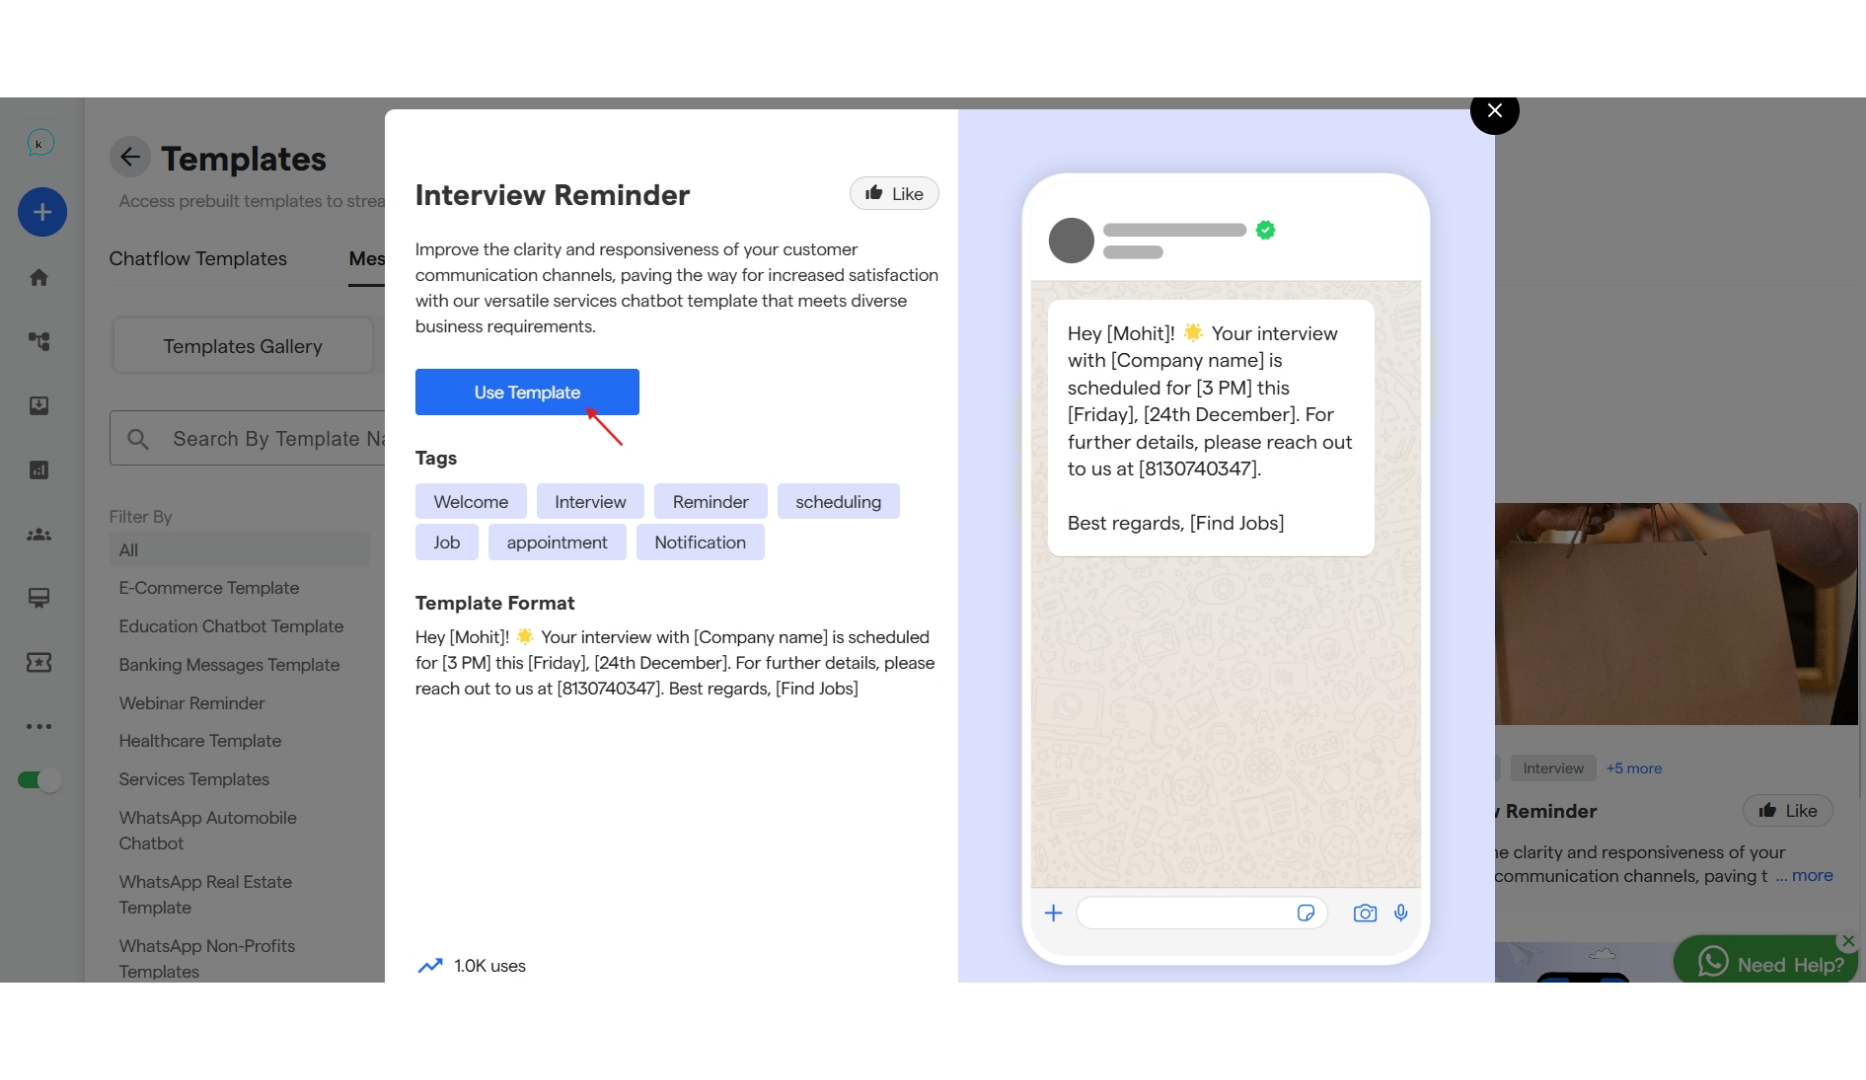 k
Templates
Access prebuilt templates to strea
Chatflow Templates
Mes
Templates Gallery
Search By Template Na
Filter By
All
E-Commerce Template
Education Chatbot Template
Banking Messages Template
Webinar Reminder
Healthcare Template
Services Templates
WhatsApp Automobile
Chatbot
WhatsApp Real Estate
Template
WhatsApp Non-Profits
Templates
Interview Reminder
Like
Improve the clarity and responsiveness of your customer
communication channels, paving the way for increased satisfaction
with our versatile services chatbot template that meets diverse
business requirements.
Use Template
Tags
Welcome Interview Reminder scheduling
Job appointment Notification
Template Format
Hey [Mohit]! 🌟 Your interview with [Company name] is scheduled
for [3 PM] this [Friday], [24th December]. For further details, please
reach out to us at [8130740347]. Best regards, [Find Jobs]
1.0K uses
Hey [Mohit]! 🌟 Your interview
with [Company name] is
scheduled for [3 PM] this
[Friday], [24th December]. For
further details, please reach out
to us at [8130740347].
Best regards, [Find Jobs]
Interview +5 more
Reminder
Like
clarity and responsiveness of your
communication channels, paving t ... more
Need Help?